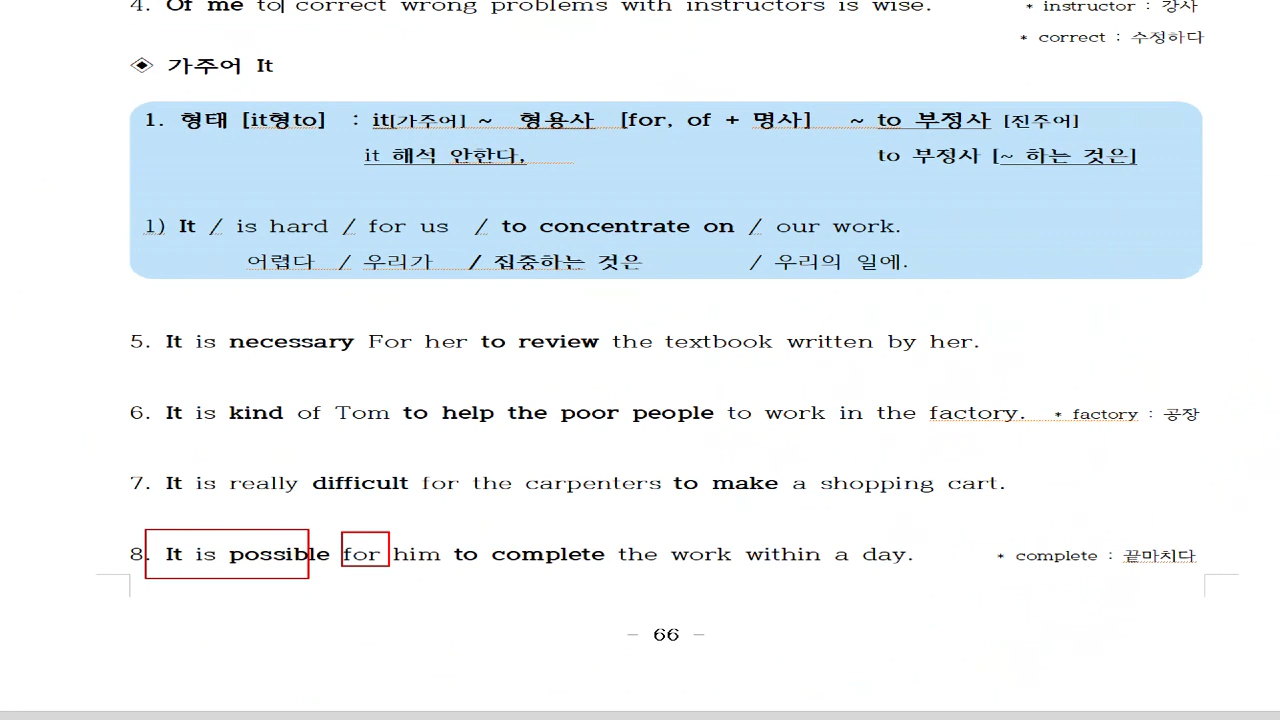 4. Of me to correct wrong problems with instructors is wise. * instructor : 강사
* correct : 수정하다
◈ 가주어 It
1. 형태 [it형to] : it[가주어] ~ 형용사 [for, of + 명사] ~ to 부정사 [진주어]
it 해석 안한다, to 부정사 [~ 하는 것은]
1) It / is hard / for us / to concentrate on / our work.
어렵다 / 우리가 / 집중하는 것은 / 우리의 일에.
5. It is necessary For her to review the textbook written by her.
6. It is kind of Tom to help the poor people to work in the factory. * factory : 공장
7. It is really difficult for the carpenters to make a shopping cart.
8. It is possible for him to complete the work within a day. * complete : 끝마치다
- 66 -